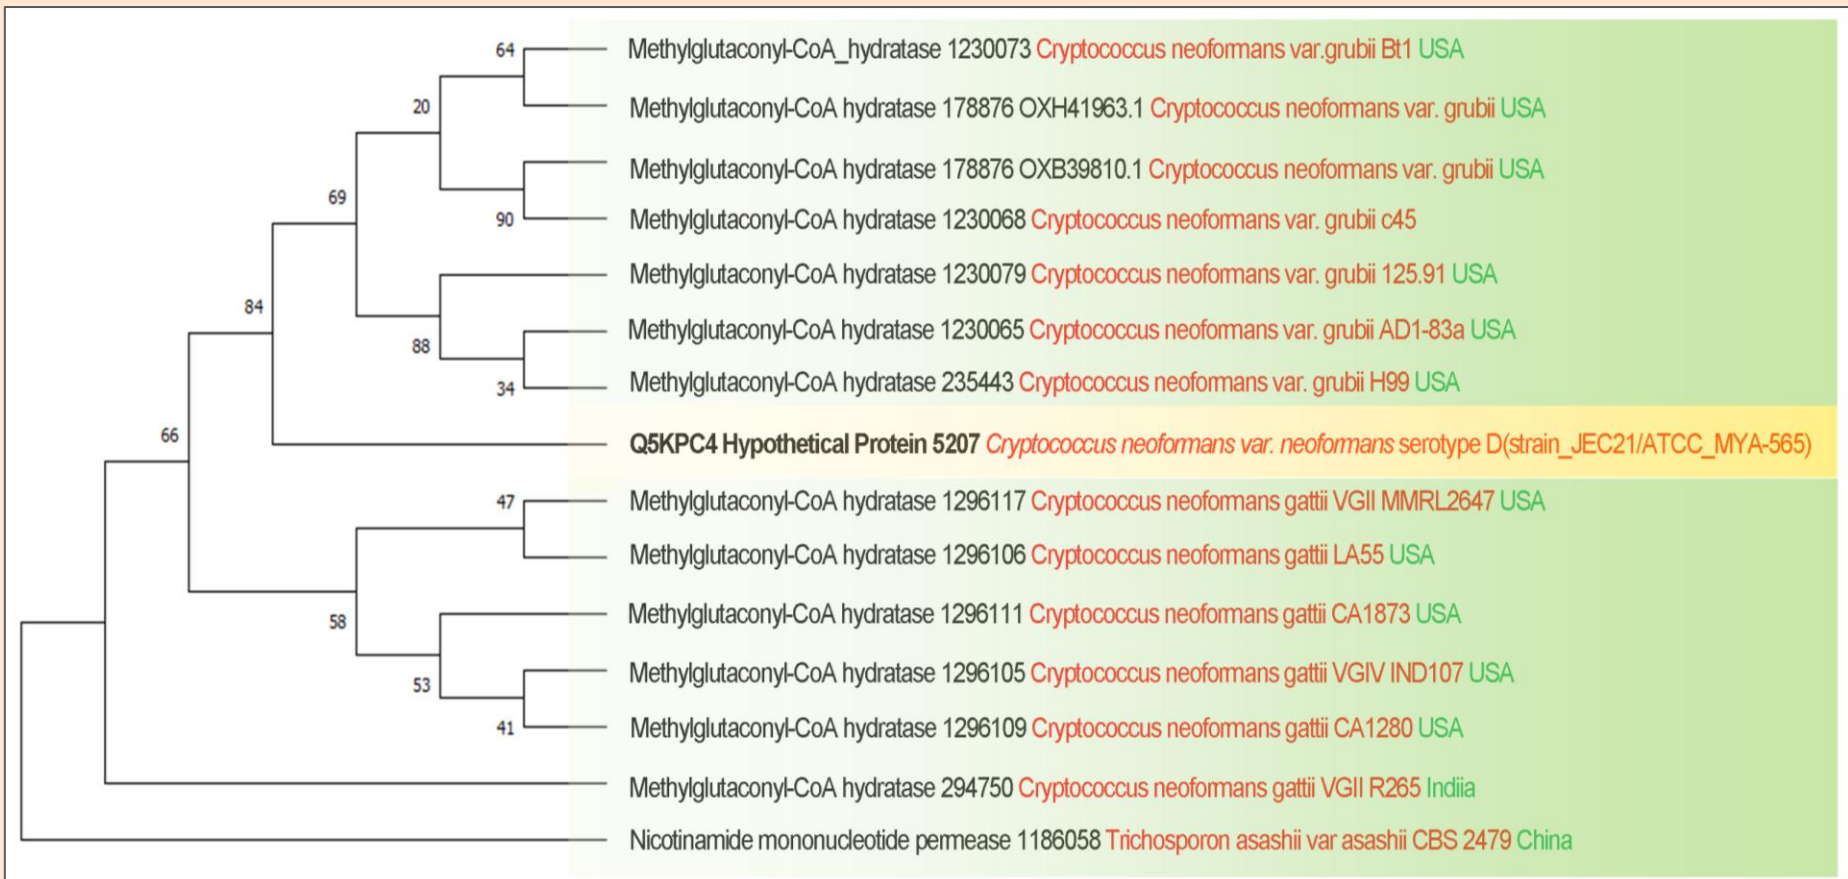 64
Methylglutaconyl-CoA_hydratase 1230073 Cryptococcus neoformans var.grubii Bt1 USA
20
Methylglutaconyl-CoA hydratase 178876 OXH41963.1 Cryptococcus neoformans var. grubii USA
Methylglutaconyl-CoA hydratase 178876 OXB39810.1 Cryptococcus neoformans var. grubii USA
69
90
Methylglutaconyl-CoA hydratase 1230068 Cryptococcus neoformans var. grubii c45
Methylglutaconyl-CoA hydratase 1230079 Cryptococcus neoformans var. grubii 125.91 USA
84
Methylglutaconyl-CoA hydratase 1230065 Cryptococcus neoformans var. grubii AD1-83a USA
88
34
Methylglutaconyl-CoA hydratase 235443 Cryptococcus neoformans var. grubii H99 USA
66
Q5KPC4 Hypothetical Protein 5207 Cryptococcus neoformans var. neoformans serotype D(strain_JEC21/ATCC_MYA-565)
47
Methylglutaconyl-CoA hydratase 1296117 Cryptococcus neoformans gattii VGII MMRL2647 USA
Methylglutaconyl-CoA hydratase 1296106 Cryptococcus neoformans gattii LA55 USA
58
Methylglutaconyl-CoA hydratase 1296111 Cryptococcus neoformans gattii CA1873 USA
53
Methylglutaconyl-CoA hydratase 1296105 Cryptococcus neoformans gattii VGIV IND107 USA
41
Methylglutaconyl-CoA hydratase 1296109 Cryptococcus neoformans gattii CA1280 USA
Methylglutaconyl-CoA hydratase 294750 Cryptococcus neoformans gattii VGII R265 Indiia
Nicotinamide mononucleotide permease 1186058 Trichosporon asashii var asashii CBS 2479 China